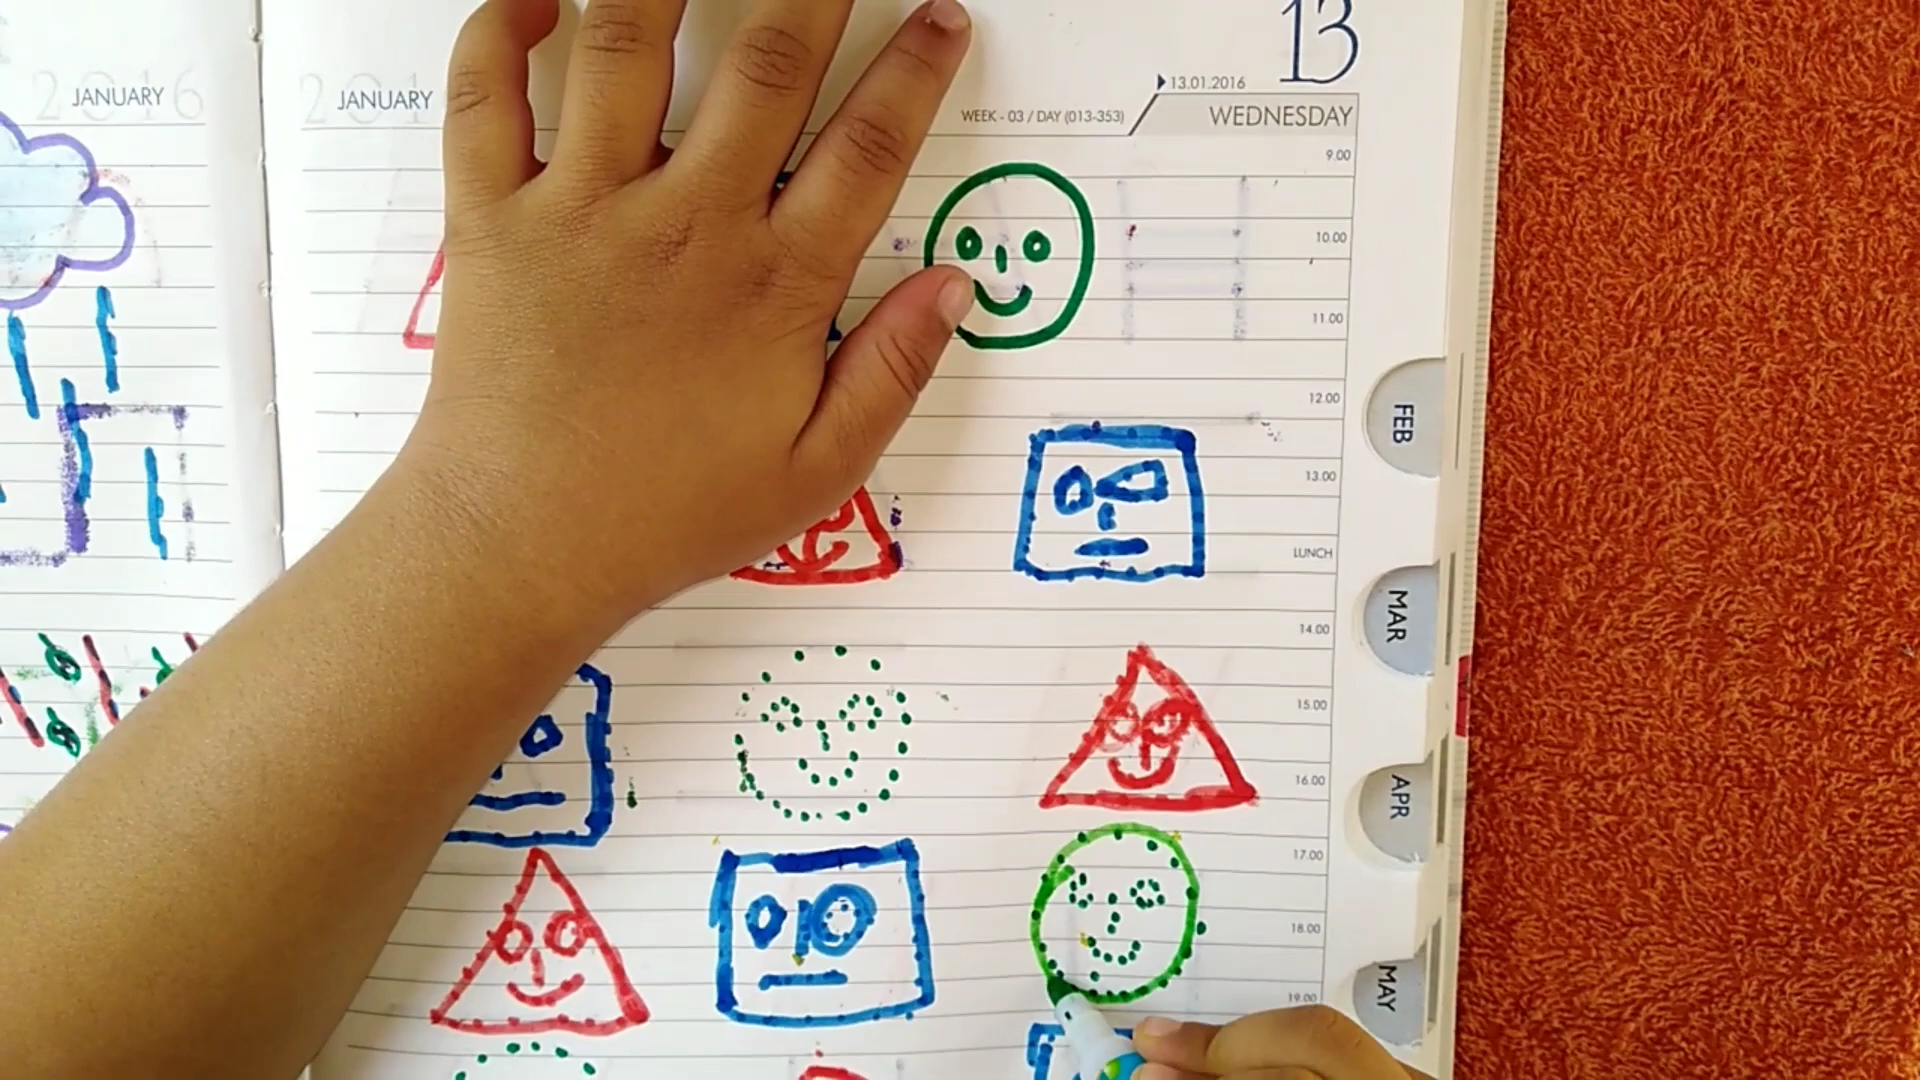 2016
JANUARY
201
JANUARY
13
13.01.2016
WEEK - 03 / DAY (013-353)
WEDNESDAY
9.00
10.00
11.00
12.00
13.00
LUNCH
14.00
15.00
16.00
17.00
18.00
19.00
FEB
MAR
APR
MAY